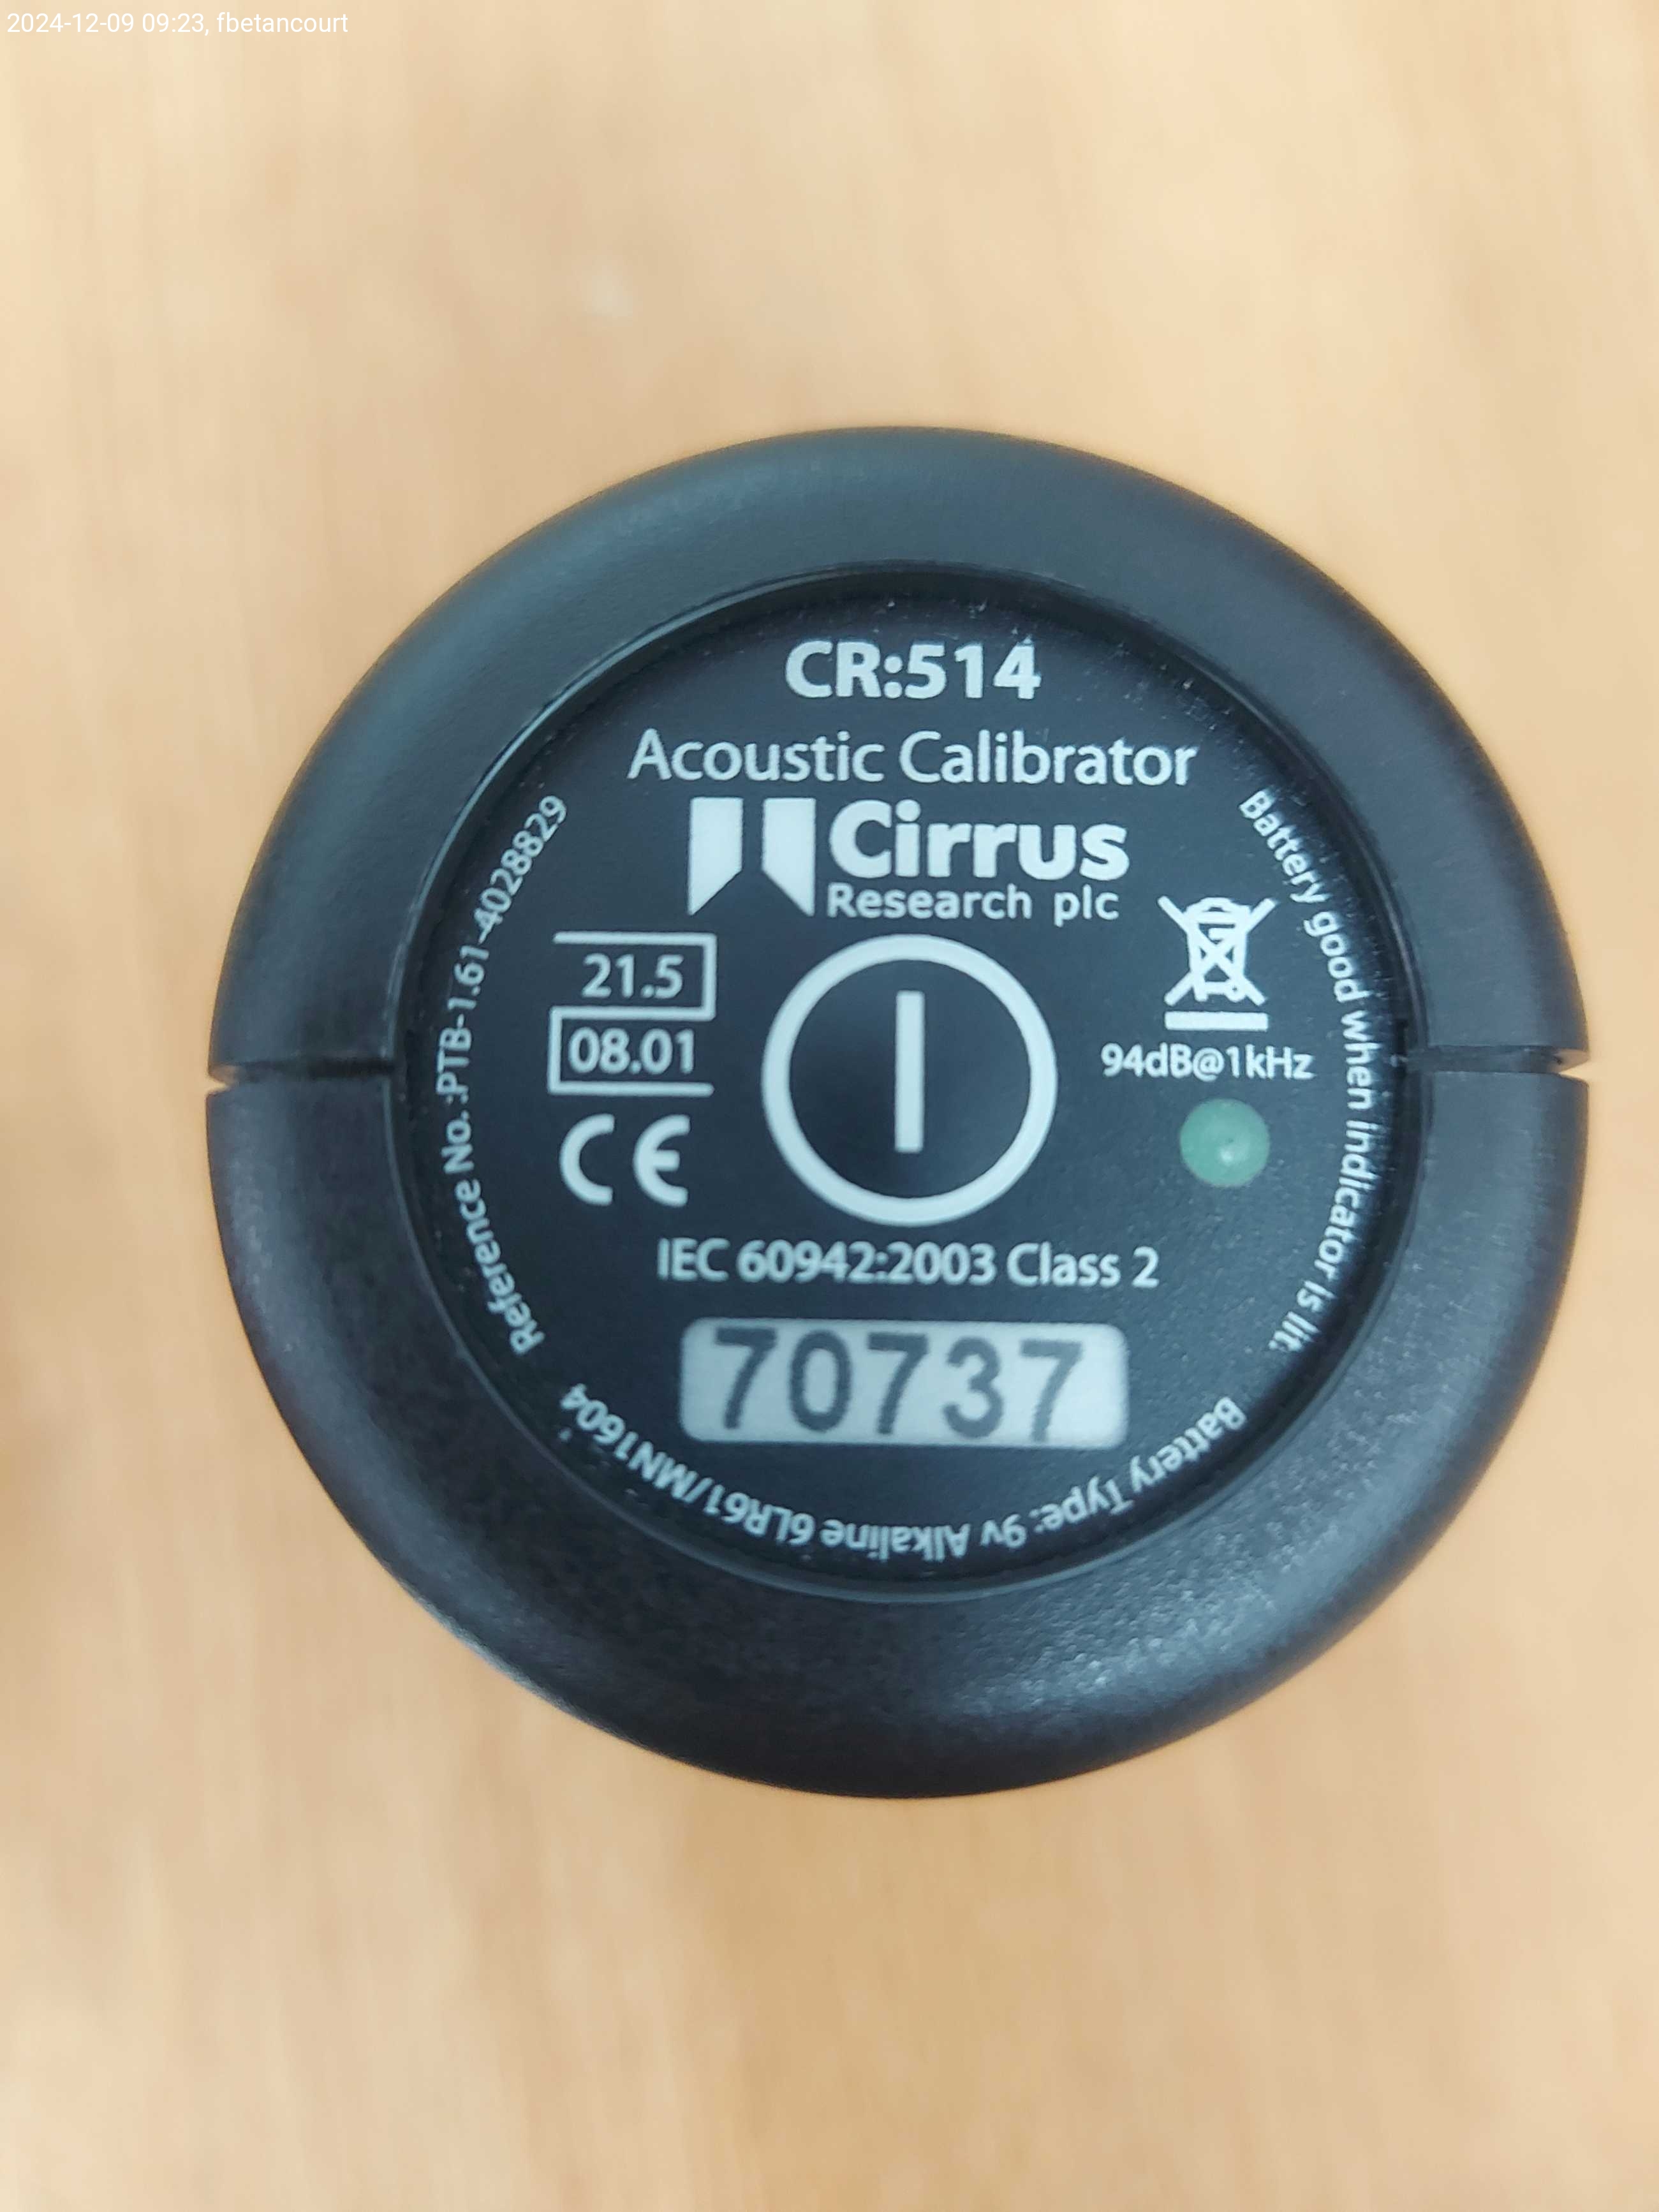 2024-12-09 09:23, fbetancourt
CR:514
Acoustic Calibrator
Cirrus
Research plc
21.5
08.01
CE
94dB@1kHz
IEC 60942:2003 Class 2
70737
Reference No.:PTB-1.61-4028829
Battery good when indicator is lit.
Battery Type: 9v Alkaline 6LR61/MN1604